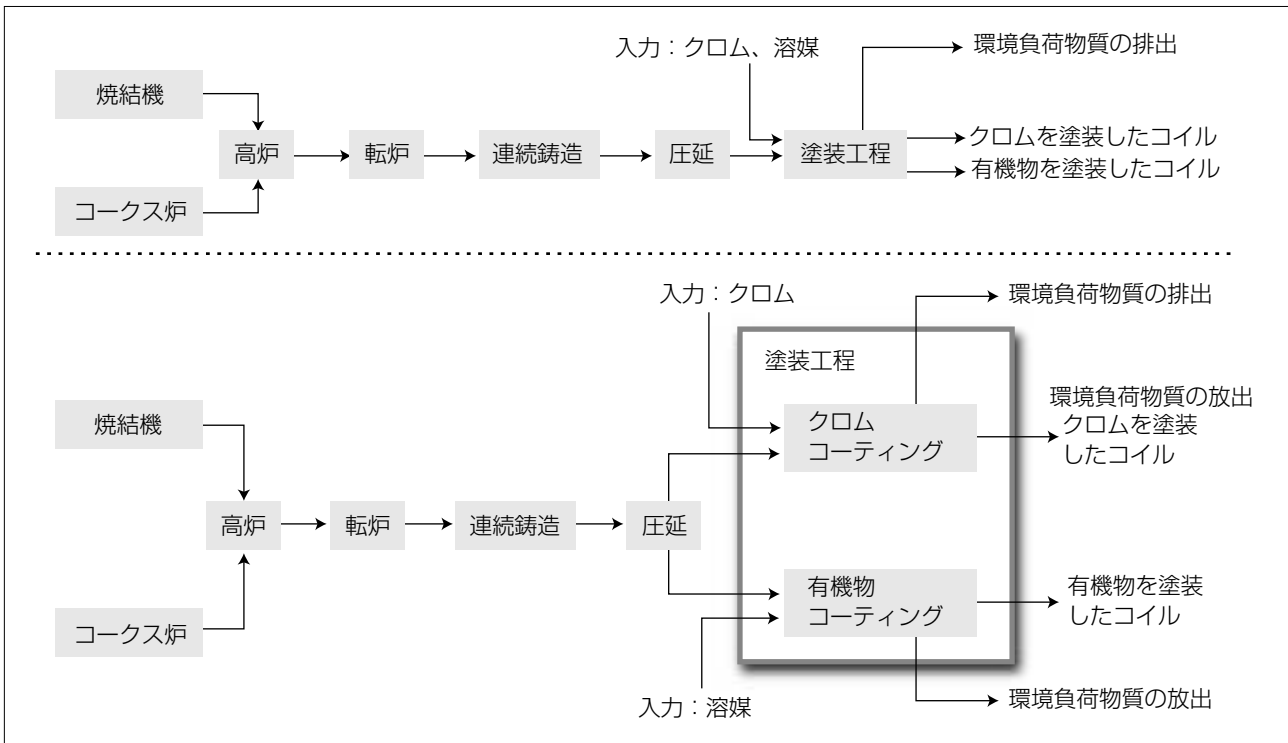 入力：クロム、溶媒
環境負荷物質の排出
焼結機
クロムを塗装したコイル
高炉
転炉
連続鋳造
圧延
塗装工程
有機物を塗装したコイル
コークス炉
入力：クロム
環境負荷物質の排出
塗装工程
環境負荷物質の放出
焼結機
クロム
コーティング
クロムを塗装
したコイル
高炉
転炉
連続鋳造
圧延
有機物
コーティング
有機物を塗装
したコイル
コークス炉
入力：溶媒
環境負荷物質の放出